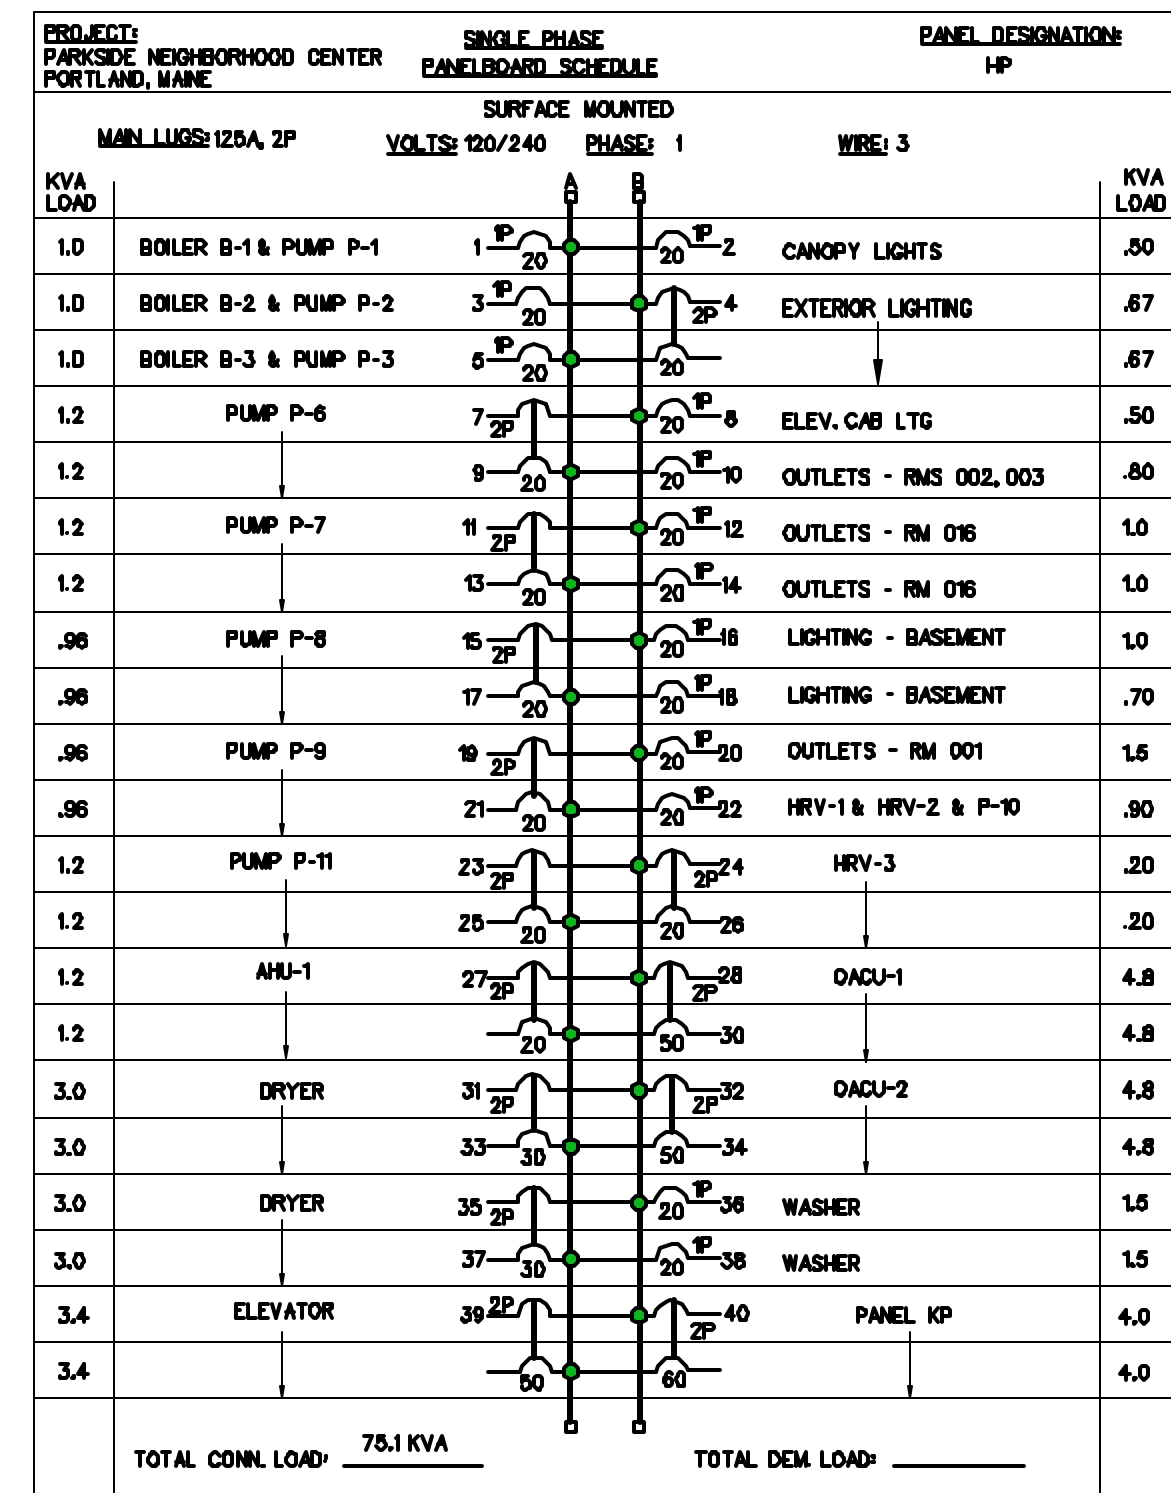 PROJECT:
PARKSIDE NEIGHBORHOOD CENTER
PORTLAND, MAINE
SINGLE PHASE
PANELBOARD SCHEDULE
PANEL DESIGNATION:
HP
SURFACE MOUNTED
MAIN LUGS: 125A, 2P VOLTS: 120/240 PHASE: 1 WIRE: 3
KVA LOAD A B KVA LOAD
1.0 BOILER B-1 & PUMP P-1 1 1P 20 20 1P 2 CANOPY LIGHTS .50
1.0 BOILER B-2 & PUMP P-2 3 1P 20 2P 4 EXTERIOR LIGHTING .67
1.0 BOILER B-3 & PUMP P-3 5 1P 20 20 .67
1.2 PUMP P-6 7 2P 20 1P 8 ELEV. CAB LTG .50
1.2 9 20 20 1P 10 OUTLETS - RMS 002, 003 .80
1.2 PUMP P-7 11 2P 20 1P 12 OUTLETS - RM 016 1.0
1.2 13 20 20 1P 14 OUTLETS - RM 016 1.0
.96 PUMP P-8 15 2P 20 1P 16 LIGHTING - BASEMENT 1.0
.96 17 20 20 1P 18 LIGHTING - BASEMENT .70
.96 PUMP P-9 19 2P 20 1P 20 OUTLETS - RM 001 1.5
.96 21 20 20 1P 22 HRV-1 & HRV-2 & P-10 .90
1.2 PUMP P-11 23 2P 2P 24 HRV-3 .20
1.2 25 20 20 26 .20
1.2 AHU-1 27 2P 2P 28 OACU-1 4.8
1.2 20 50 30 4.8
3.0 DRYER 31 2P 2P 32 OACU-2 4.8
3.0 33 30 50 34 4.8
3.0 DRYER 35 2P 20 1P 36 WASHER 1.5
3.0 37 30 20 1P 38 WASHER 1.5
3.4 ELEVATOR 39 2P 2P 40 PANEL KP 4.0
3.4 50 60 4.0
TOTAL CONN. LOAD: 75.1 KVA TOTAL DEM. LOAD: